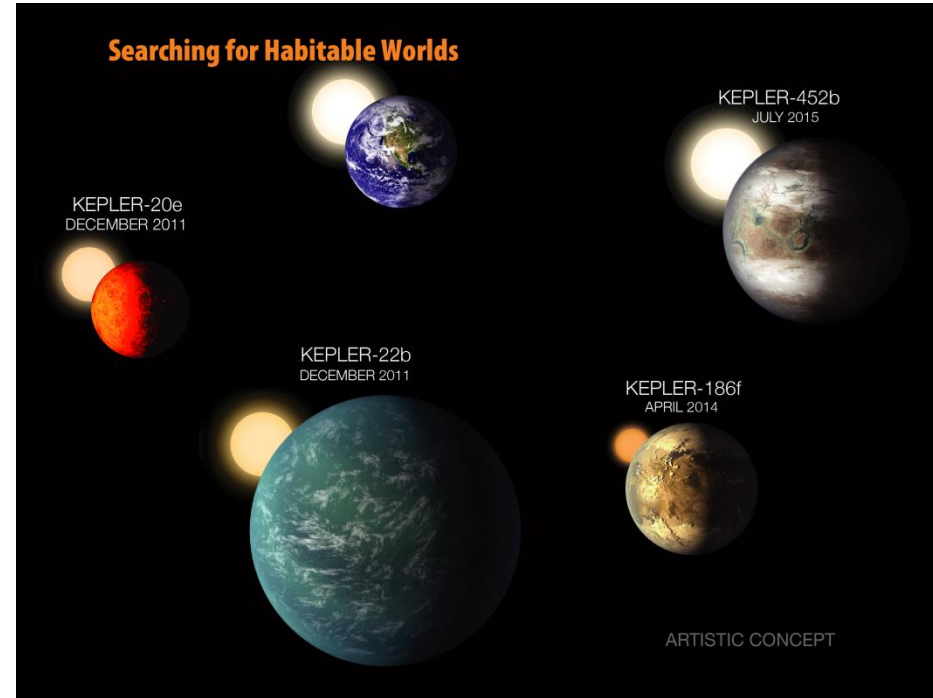 Searching for Habitable Worlds
KEPLER-452b
JULY 2015
KEPLER-20e
DECEMBER 2011
KEPLER-22b
DECEMBER 2011
KEPLER-186f
APRIL 2014
ARTISTIC CONCEPT